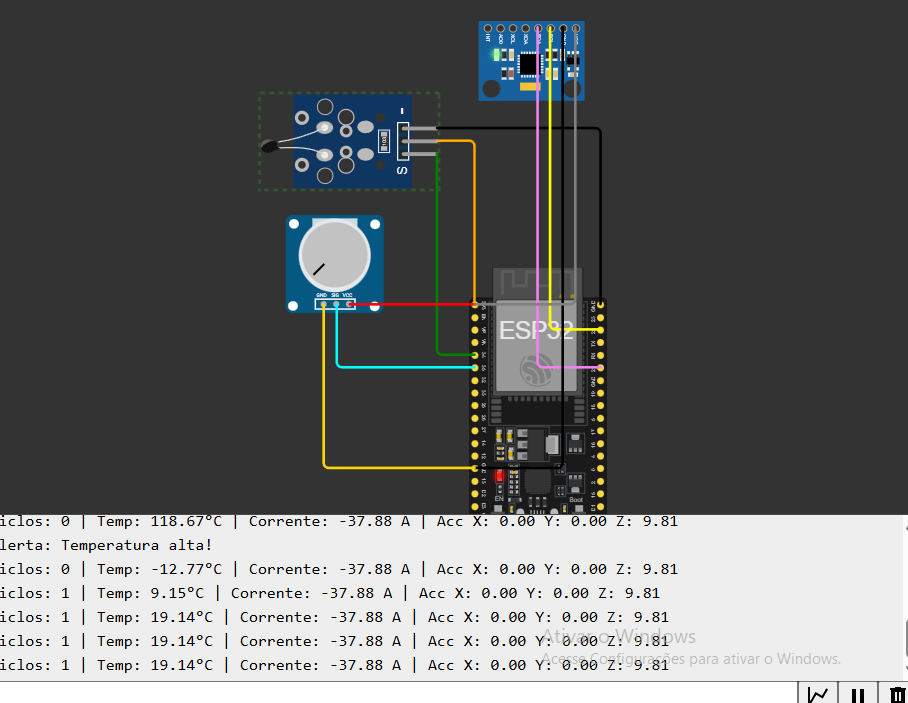 INT ADO XCL XDA
-
S
GND SIG VCC
ESP32
EN
Boot
iclos: 0 | Temp: 118.67°C | Corrente: -37.88 A | Acc X: 0.00 Y: 0.00 Z: 9.81
lerta: Temperatura alta!
iclos: 0 | Temp: -12.77°C | Corrente: -37.88 A | Acc X: 0.00 Y: 0.00 Z: 9.81
iclos: 1 | Temp: 9.15°C | Corrente: -37.88 A | Acc X: 0.00 Y: 0.00 Z: 9.81
iclos: 1 | Temp: 19.14°C | Corrente: -37.88 A | Acc X: 0.00 Y: 0.00 Z: 9.81
iclos: 1 | Temp: 19.14°C | Corrente: -37.88 A | Acc X: 0.00 Y: 0.00 Z: 9.81
iclos: 1 | Temp: 19.14°C | Corrente: -37.88 A | Acc X: 0.00 Y: 0.00 Z: 9.81
Ativar o Windows
Acesse Configurações para ativar o Windows.